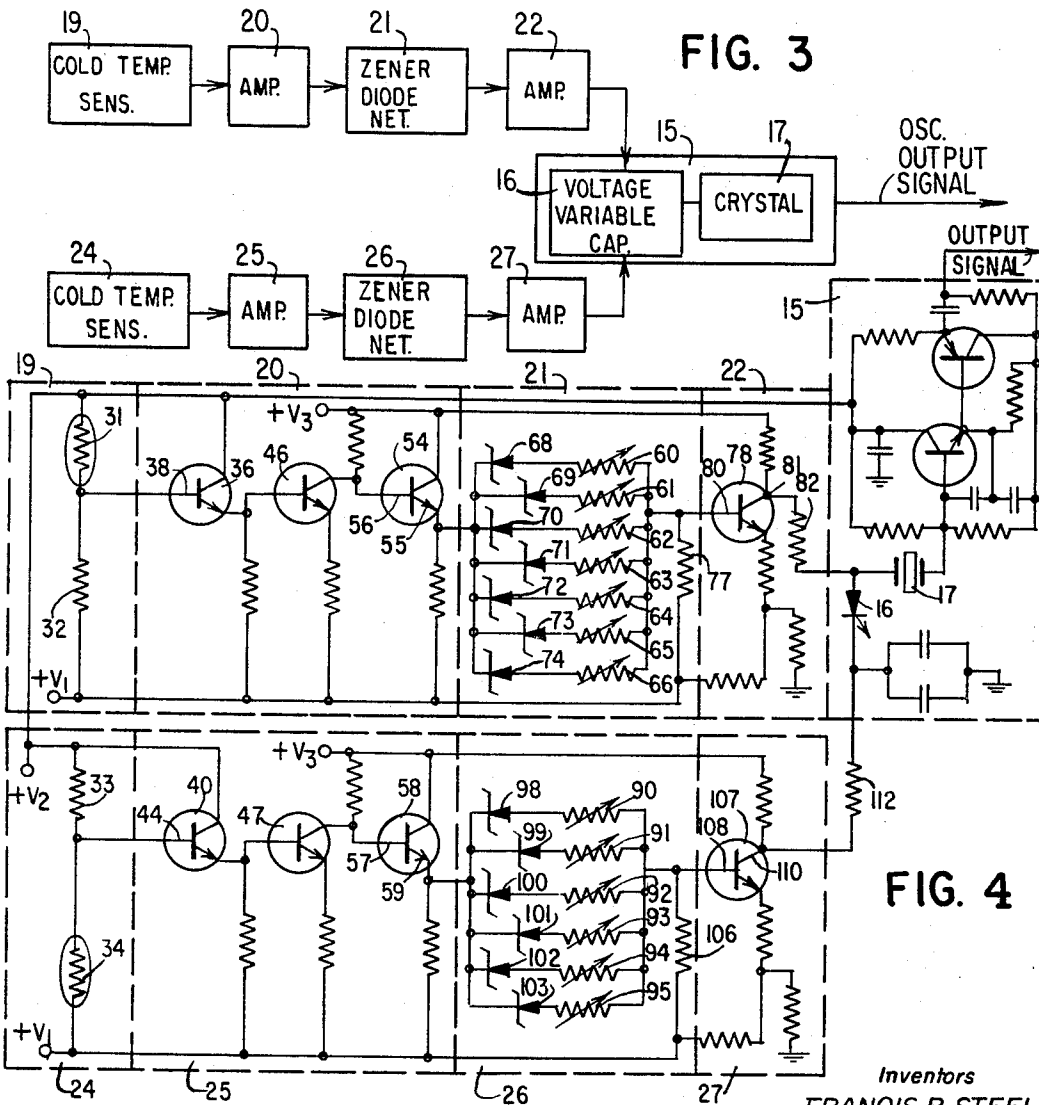 19
20
21
22
FIG. 3
COLD TEMP.
SENS.
AMP.
ZENER
DIODE
NET.
AMP.
15
17
OSC.
OUTPUT
SIGNAL
16
VOLTAGE
VARIABLE
CAP.
CRYSTAL
24
25
26
27
COLD TEMP.
SENS.
AMP.
ZENER
DIODE
NET.
AMP.
OUTPUT
SIGNAL
15
19
20
21
22
+V3
31
38
36
46
54
56
55
68
60
69
61
70
62
71
63
72
64
73
65
74
66
77
78
80
81
82
17
16
32
+V1
+V3
+V2
33
40
44
47
58
57
59
98
90
99
91
100
92
101
93
102
94
103
95
106
107
108
110
112
FIG. 4
34
+V1
24
25
26
27
Inventors
FRANCIS R. STEEL